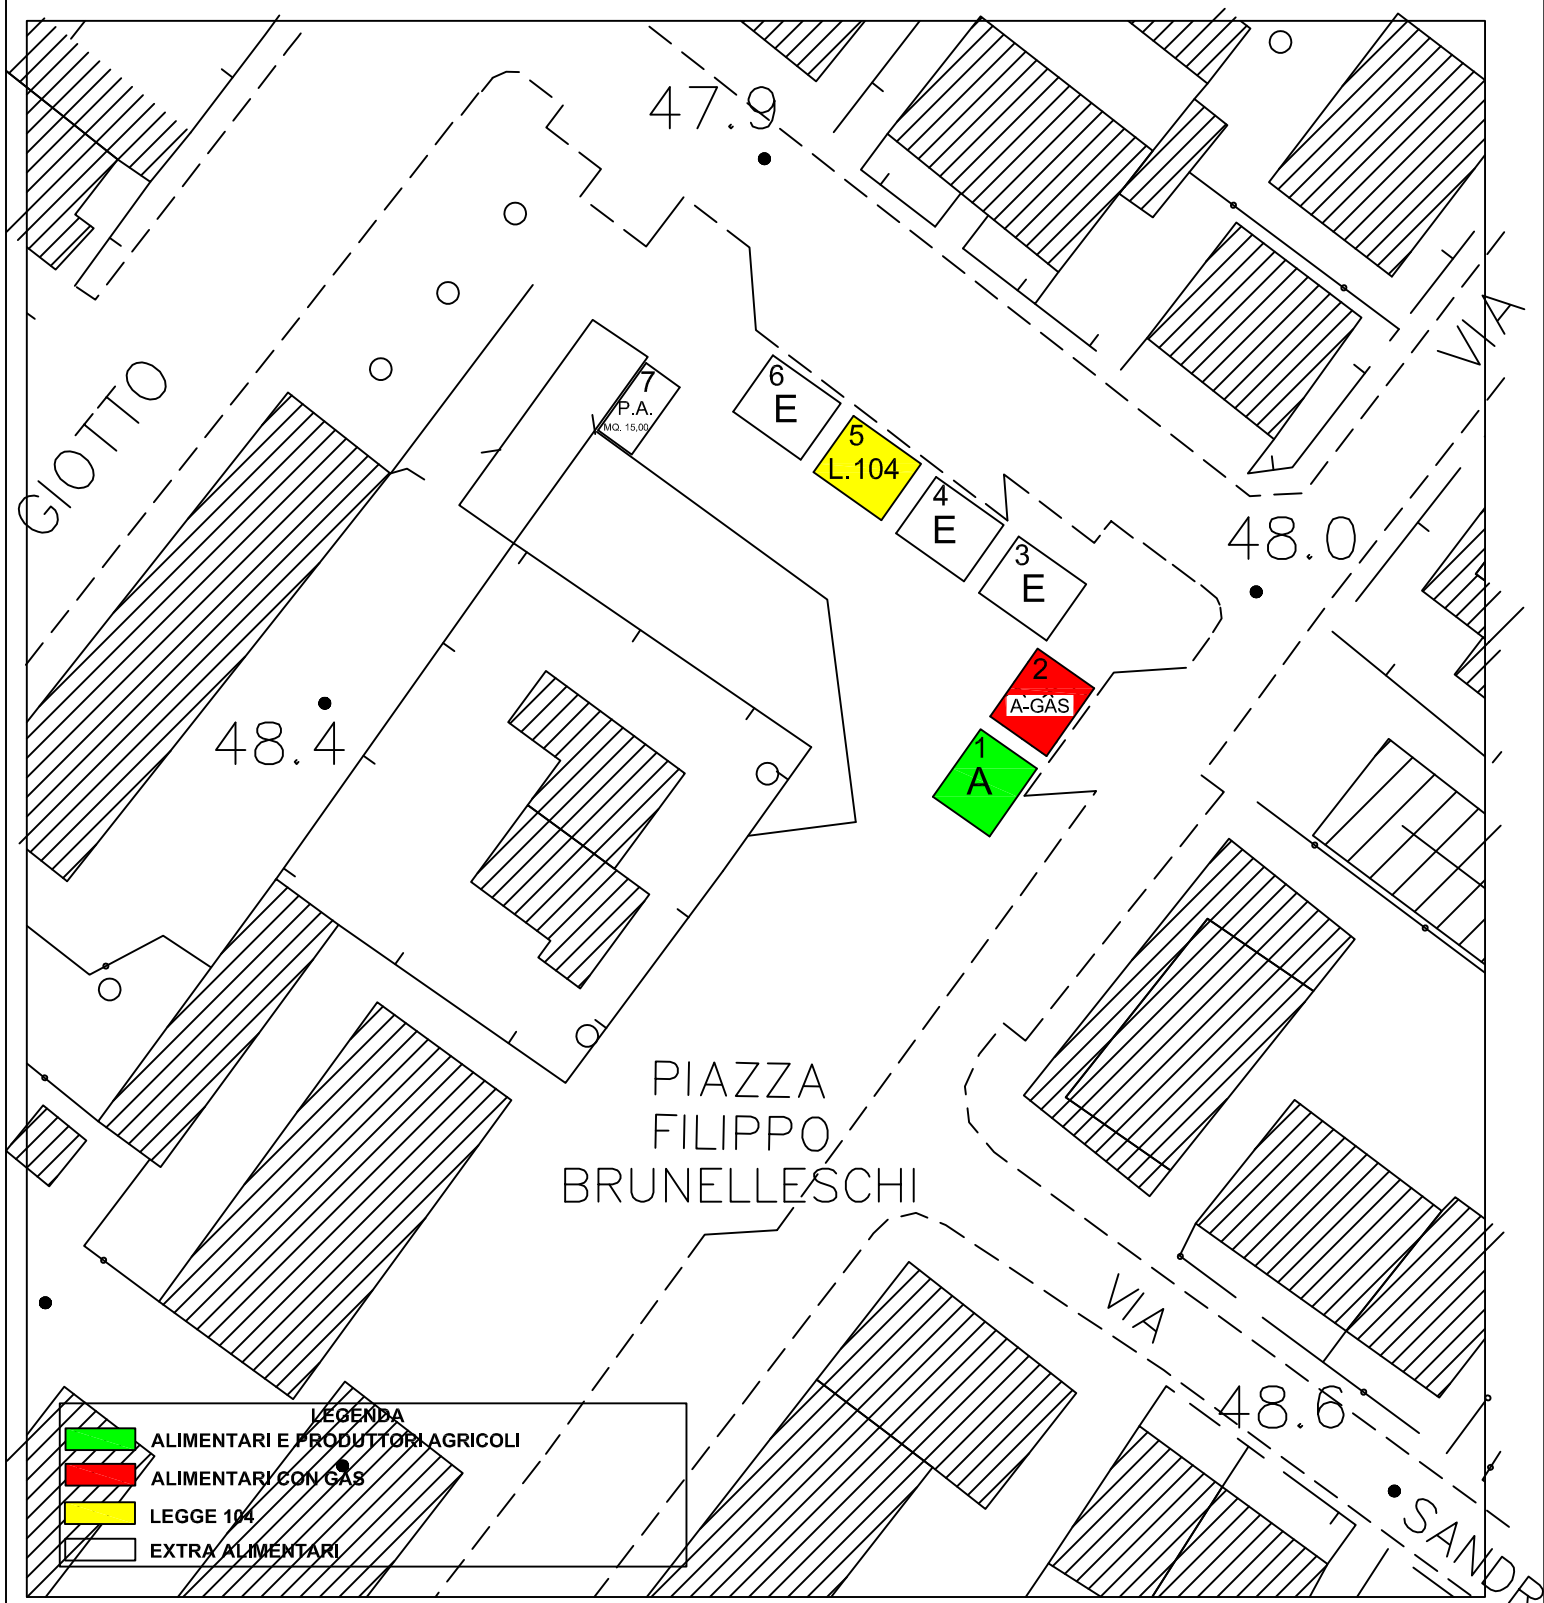 47.9
VIA
GIOTTO
7
P.A.
MQ. 15,00
6
E
5
L.104
4
E
3
E
48.0
2
A-GAS
1
A
48.4
PIAZZA
FILIPPO
BRUNELLESCHI
VIA
48.6
SANDR
LEGENDA
ALIMENTARI E PRODUTTORI AGRICOLI
ALIMENTARI CON GAS
LEGGE 104
EXTRA ALIMENTARI